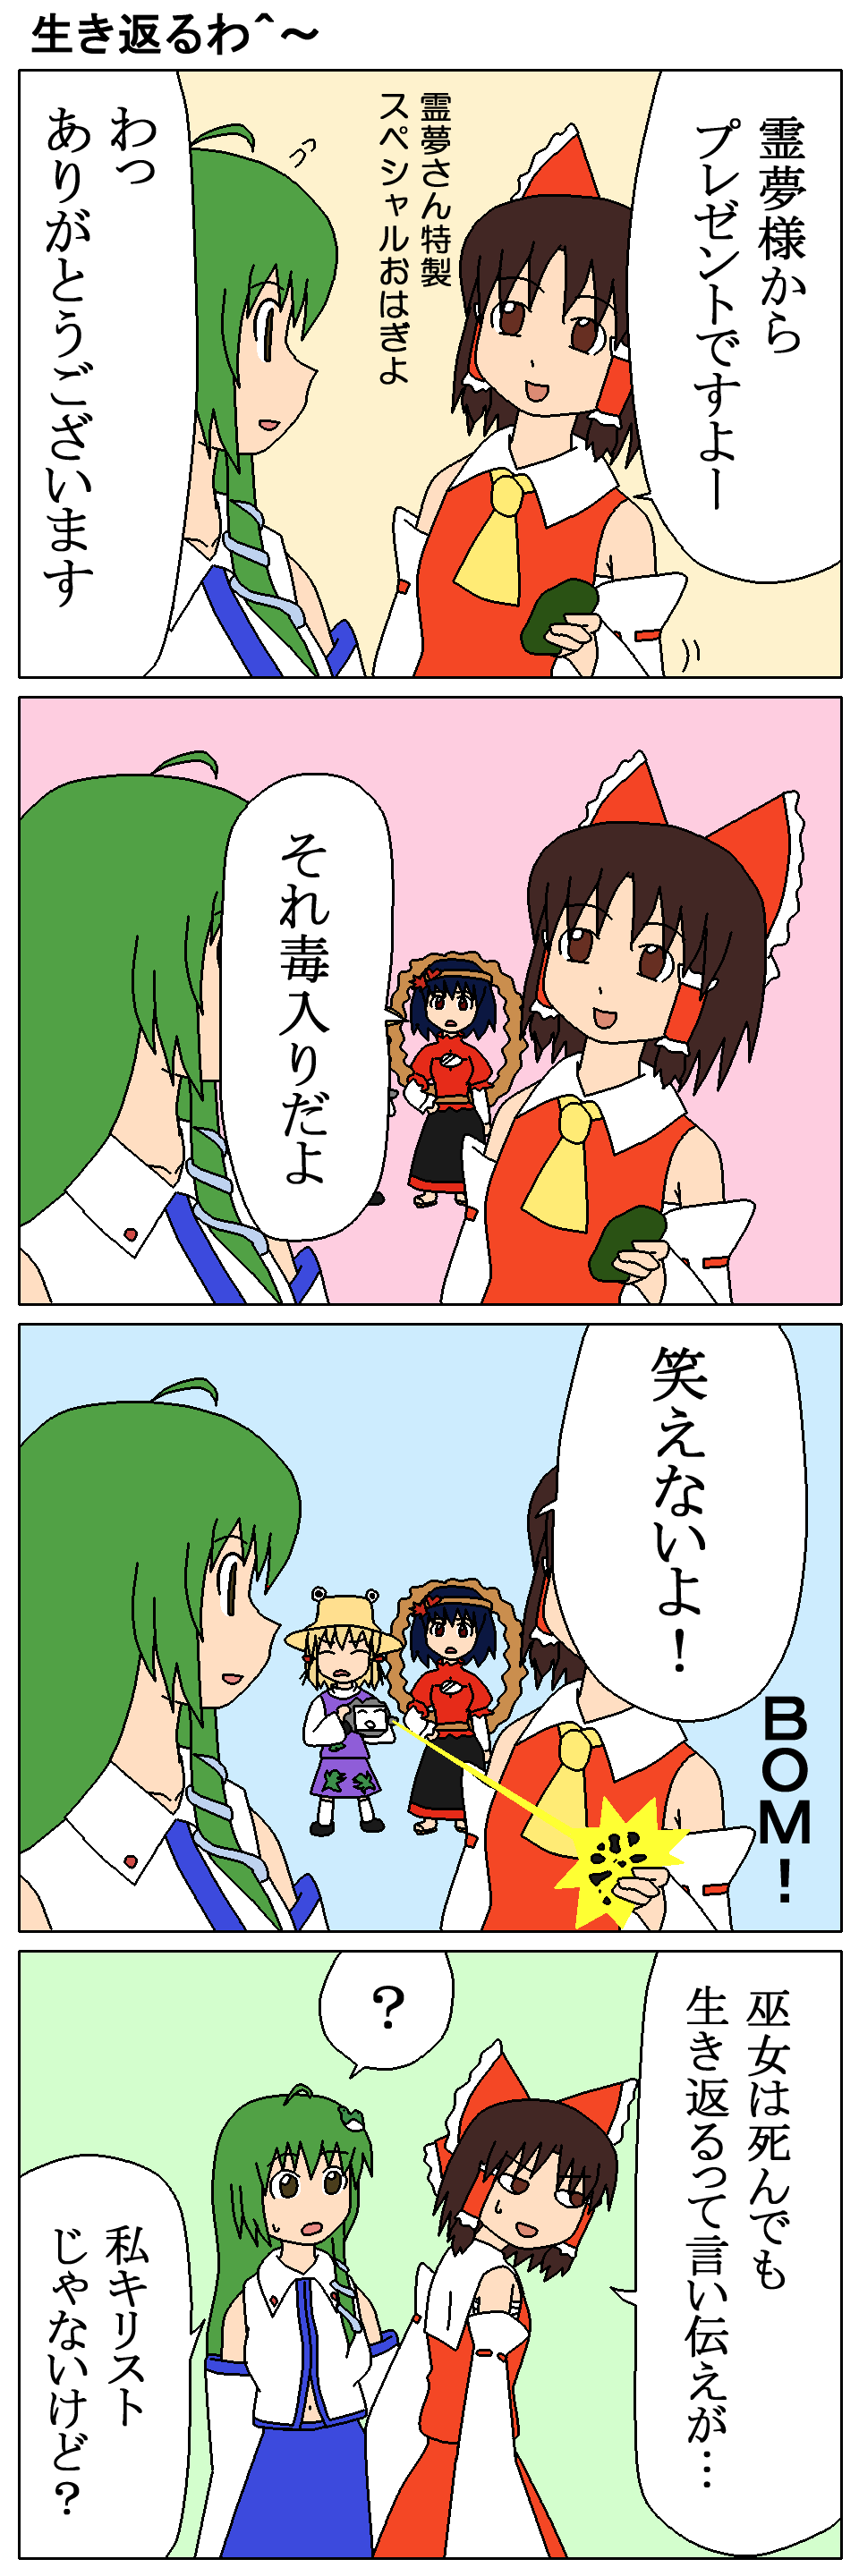 生き返るわ^～
霊夢様から
プレゼントですよー
霊夢さん特製
スペシャルおはぎよ
わっ
ありがとうございます
それ毒入りだよ
笑えないよ！
BOM！
巫女は死んでも
生き返るって言い伝えが…
？
私キリスト
じゃないけど？